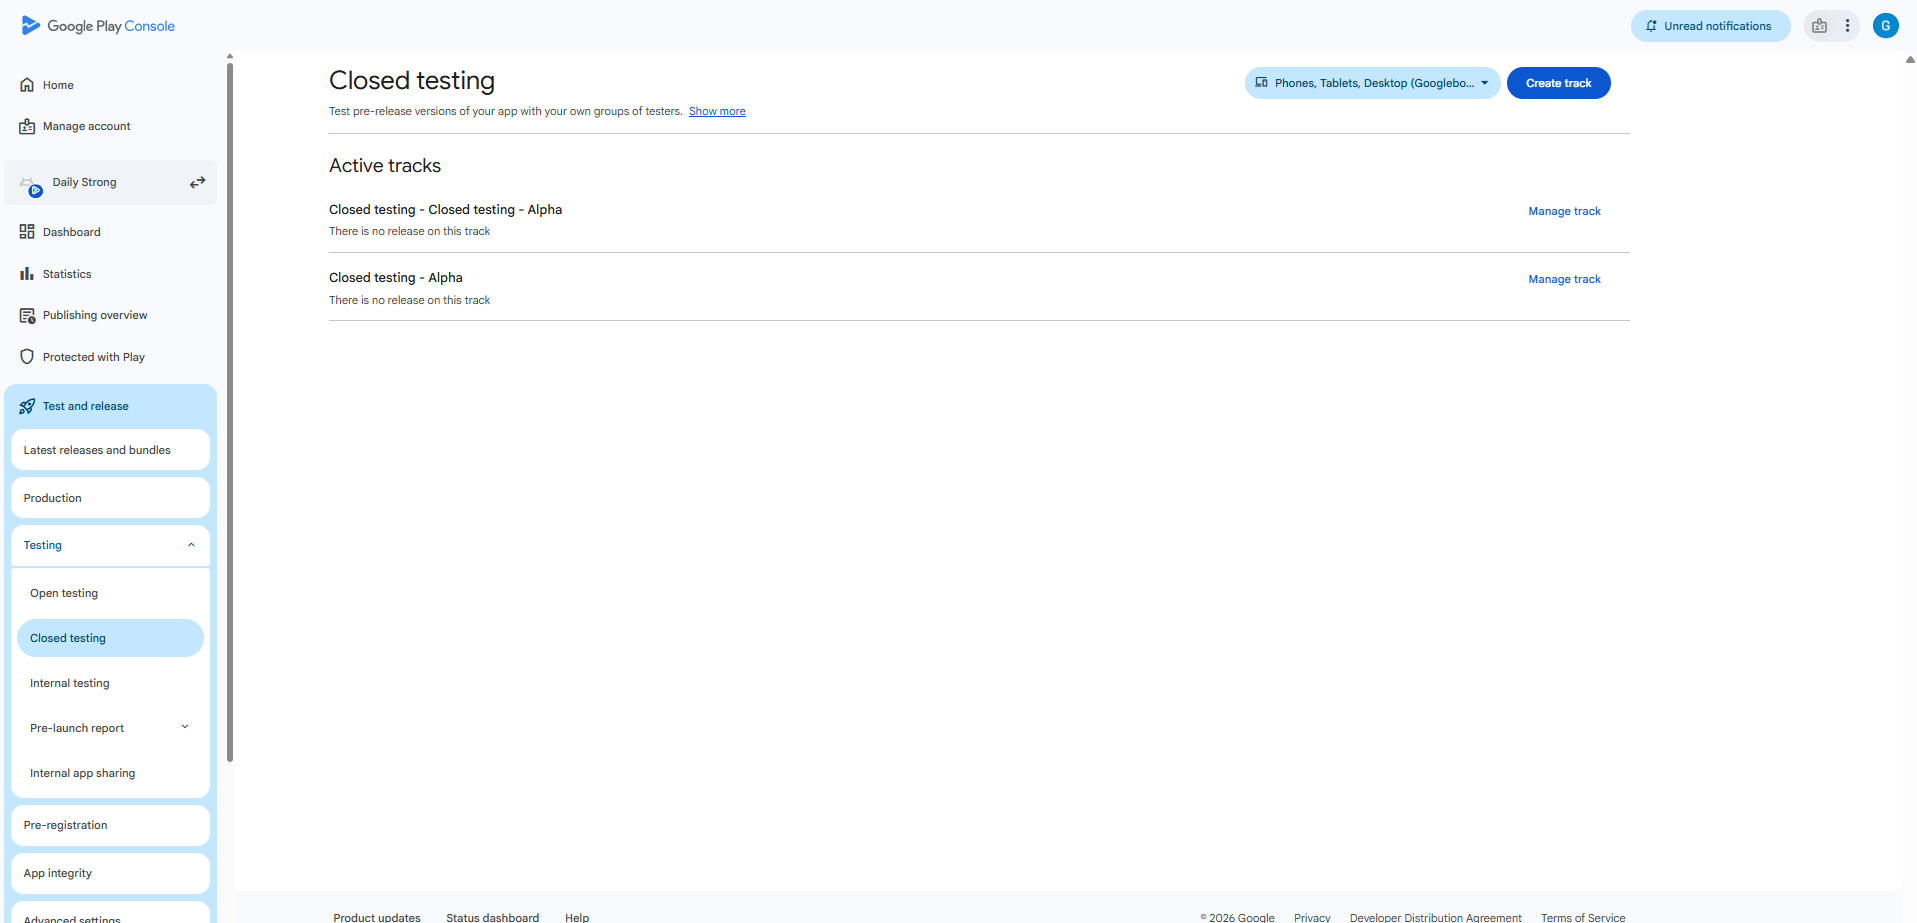 Google Play Console
Unread notifications
G
Home
Manage account
Daily Strong
Dashboard
Statistics
Publishing overview
Protected with Play
Test and release
Latest releases and bundles
Production
Testing
Open testing
Closed testing
Internal testing
Pre-launch report
Internal app sharing
Pre-registration
App integrity
Advanced settings
Closed testing
Phones, Tablets, Desktop (Googlebo...
Create track
Test pre-release versions of your app with your own groups of testers. Show more
Active tracks
Closed testing - Closed testing - Alpha
Manage track
There is no release on this track
Closed testing - Alpha
Manage track
There is no release on this track
Product updates Status dashboard Help
© 2026 Google Privacy Developer Distribution Agreement Terms of Service